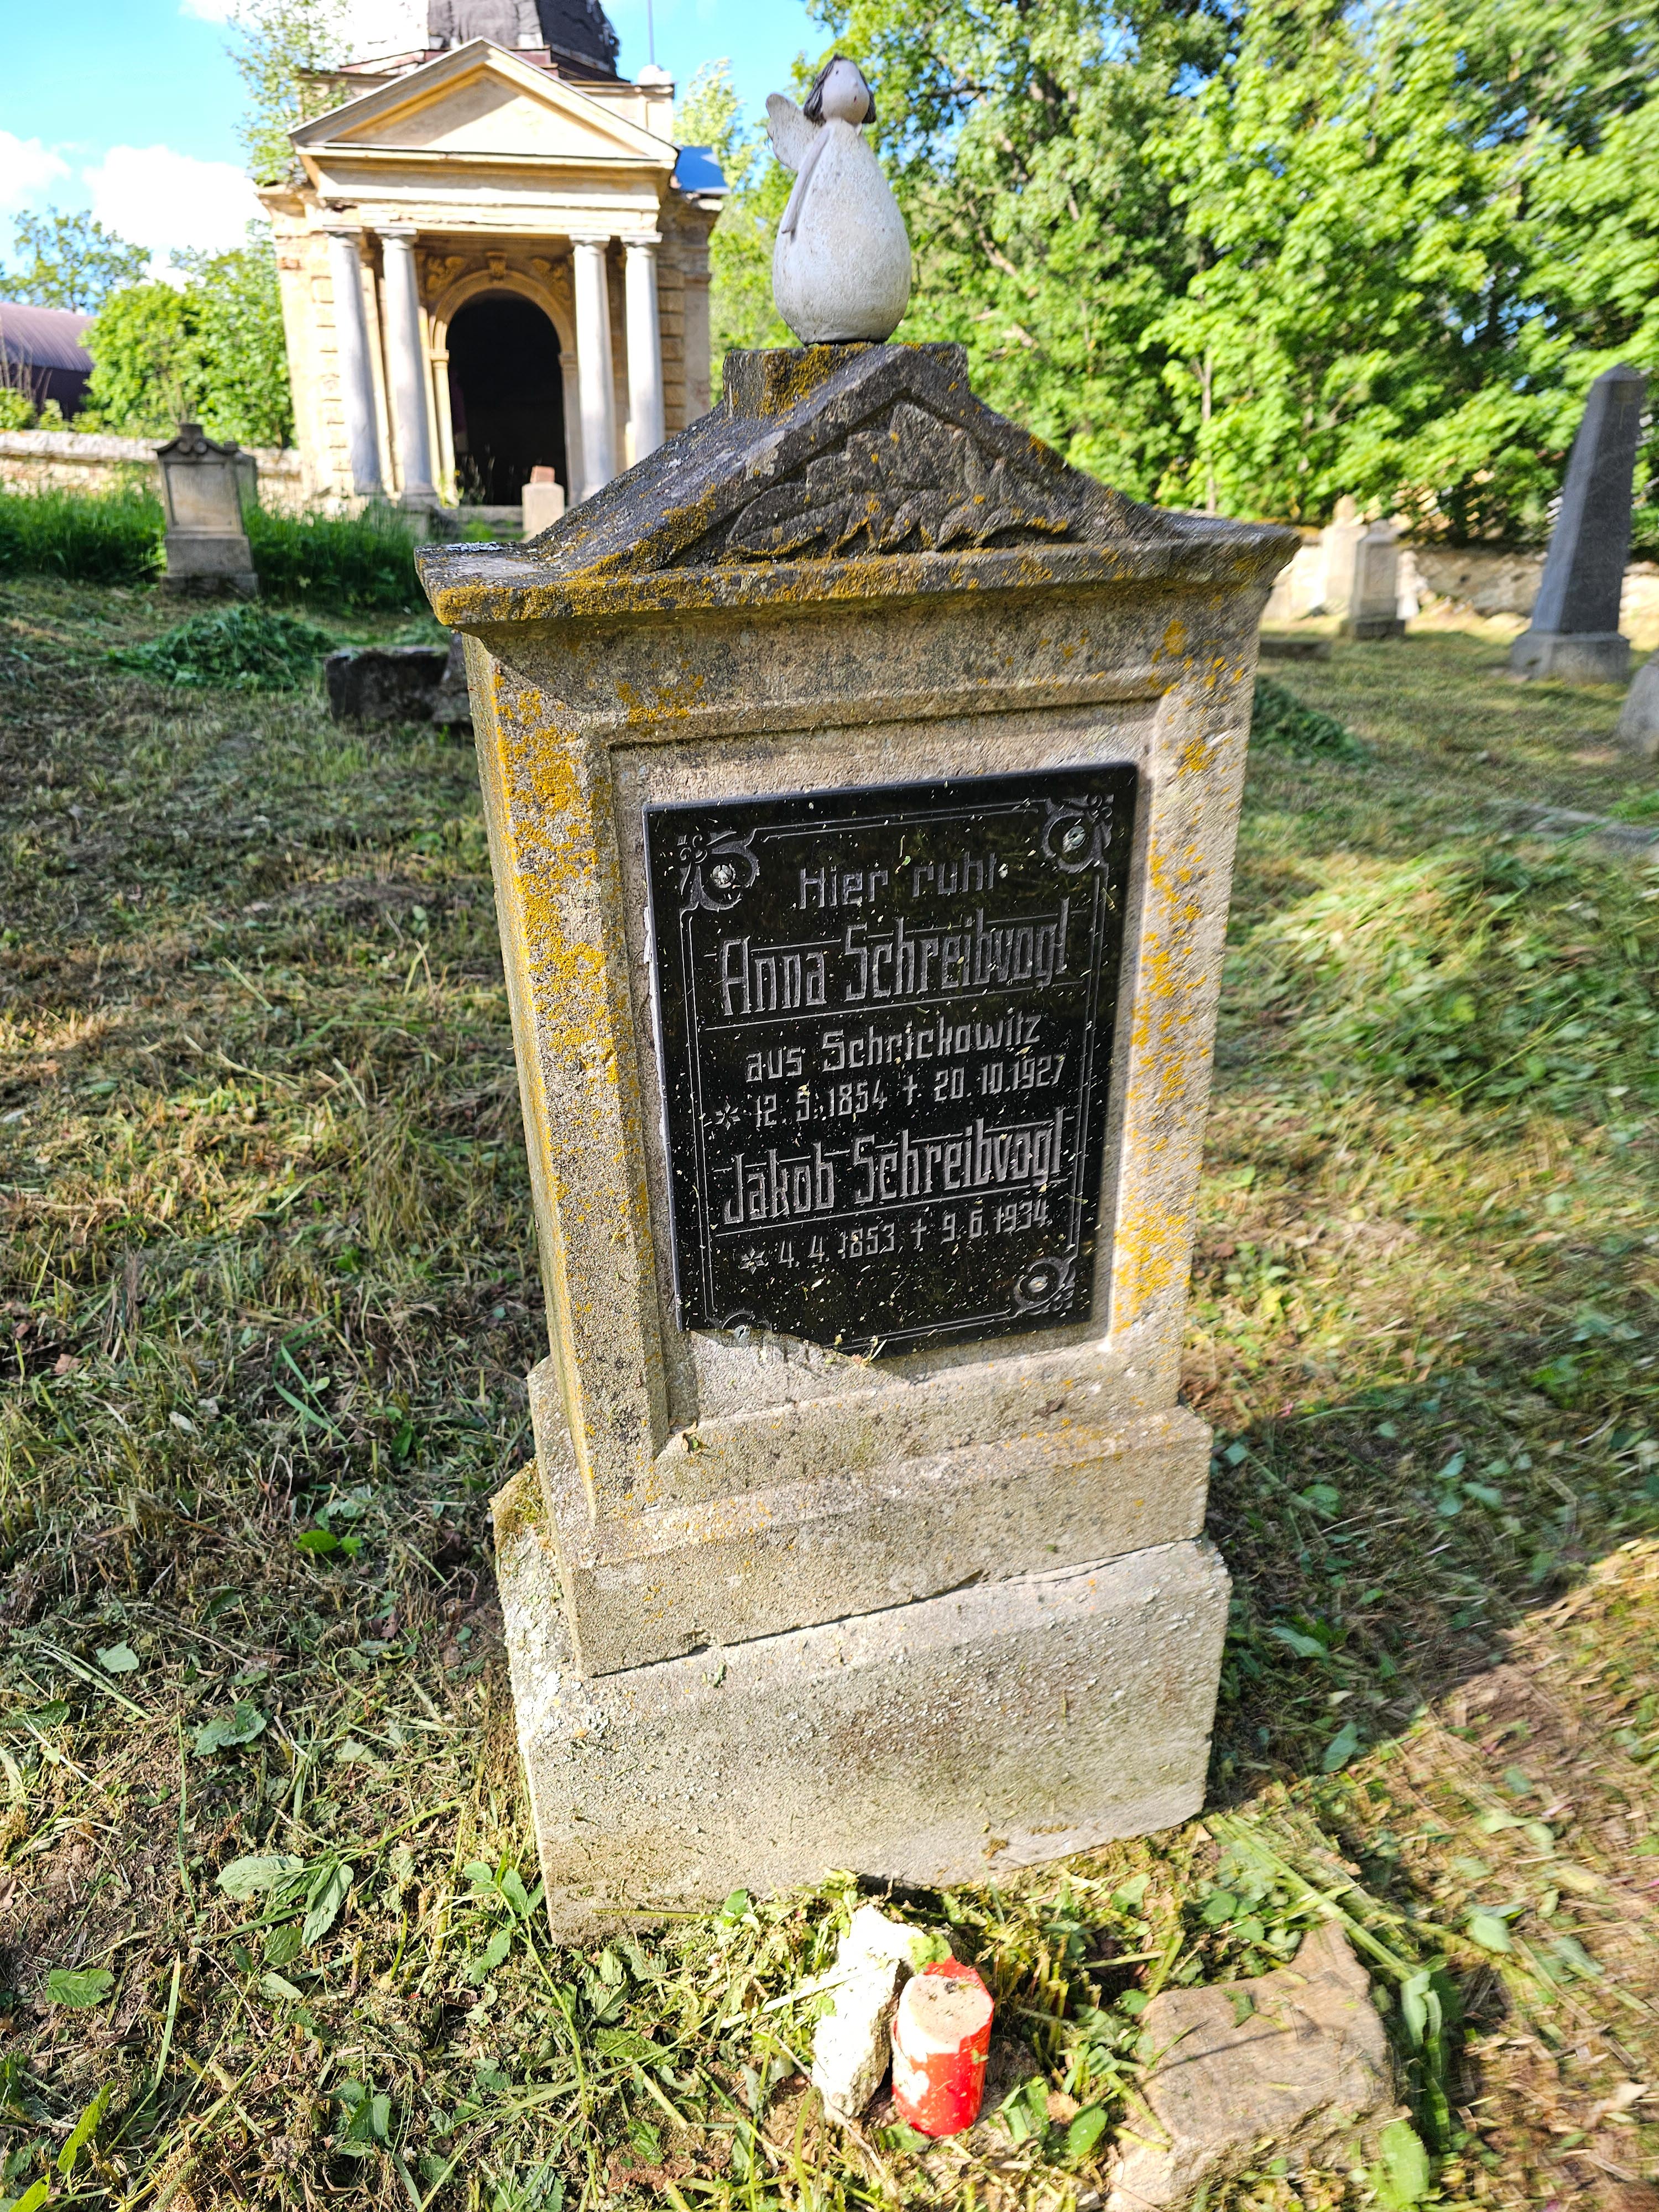 Hier ruht
Anna Schreibvogl
aus Schrickowitz
* 12. 5. 1854 † 20. 10. 1927
Jakob Schreibvogl
* 4. 4. 1853 † 9. 6. 1934